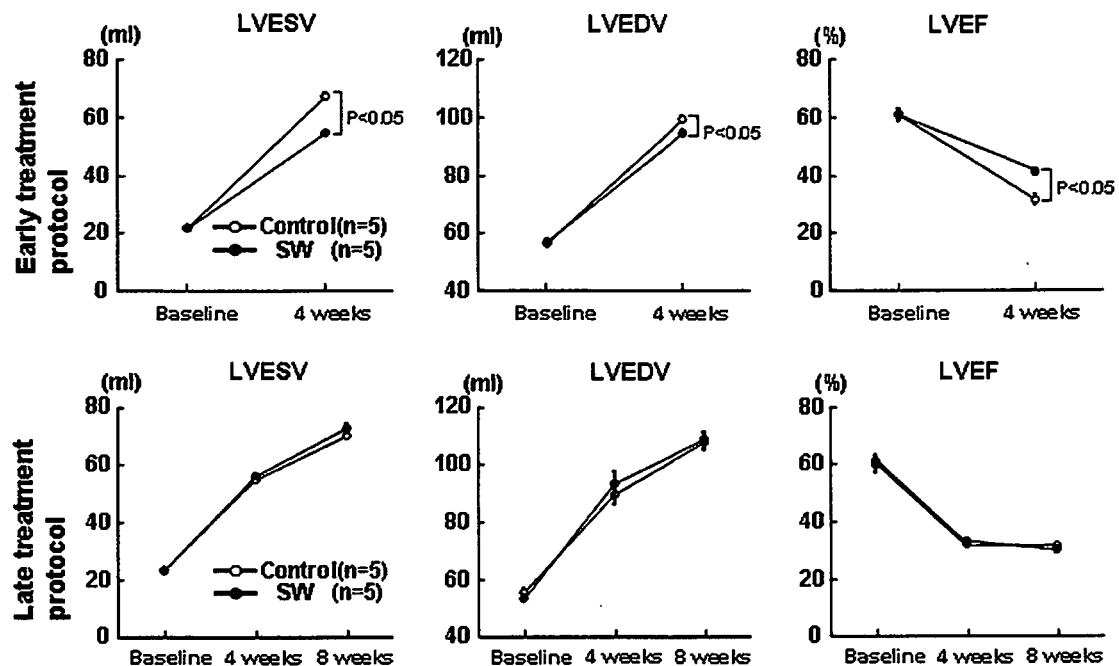 LVESV
LVEDV
LVEF
(ml)
(ml)
(%)
Early treatment
protocol
80
60
40
20
0
Control(n=5)
SW (n=5)
P<0.05
Baseline 4 weeks
120
100
80
60
40
P<0.05
Baseline 4 weeks
80
60
40
20
0
P<0.05
Baseline 4 weeks
LVESV
LVEDV
LVEF
(ml)
(ml)
(%)
Late treatment
protocol
80
60
40
20
0
Control(n=5)
SW (n=5)
Baseline 4 weeks 8 weeks
120
100
80
60
40
Baseline 4 weeks 8 weeks
80
60
40
20
0
Baseline 4 weeks 8 weeks